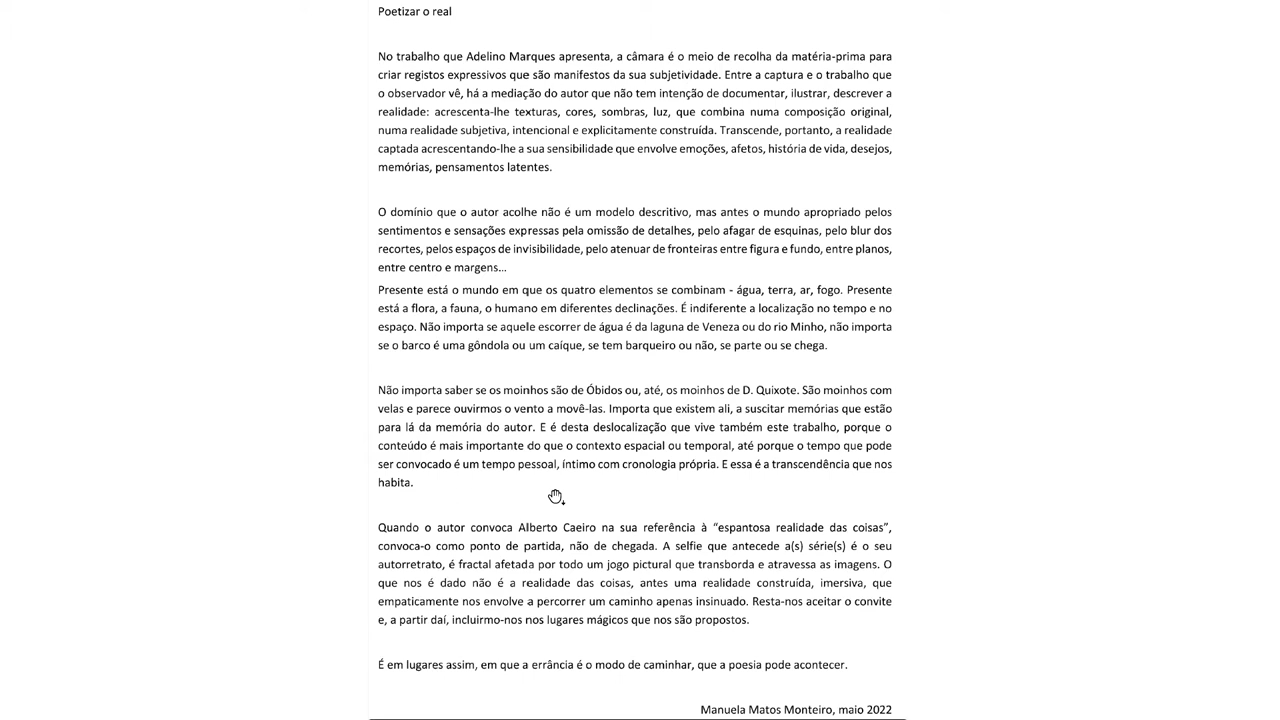 Poetizar o real
No trabalho que Adelino Marques apresenta, a câmara é o meio de recolha da matéria-prima para
criar registos expressivos que são manifestos da sua subjetividade. Entre a captura e o trabalho que
o observador vê, há a mediação do autor que não tem intenção de documentar, ilustrar, descrever a
realidade: acrescenta-lhe texturas, cores, sombras, luz, que combina numa composição original,
numa realidade subjetiva, intencional e explicitamente construída. Transcende, portanto, a realidade
captada acrescentando-lhe a sua sensibilidade que envolve emoções, afetos, história de vida, desejos,
memórias, pensamentos latentes.
O domínio que o autor acolhe não é um modelo descritivo, mas antes o mundo apropriado pelos
sentimentos e sensações expressas pela omissão de detalhes, pelo afagar de esquinas, pelo blur dos
recortes, pelos espaços de invisibilidade, pelo atenuar de fronteiras entre figura e fundo, entre planos,
entre centro e margens…
Presente está o mundo em que os quatro elementos se combinam - água, terra, ar, fogo. Presente
está a flora, a fauna, o humano em diferentes declinações. É indiferente a localização no tempo e no
espaço. Não importa se aquele escorrer de água é da laguna de Veneza ou do rio Minho, não importa
se o barco é uma gôndola ou um caíque, se tem barqueiro ou não, se parte ou se chega.
Não importa saber se os moinhos são de Óbidos ou, até, os moinhos de D. Quixote. São moinhos com
velas e parece ouvirmos o vento a movê-las. Importa que existem ali, a suscitar memórias que estão
para lá da memória do autor. E é desta deslocalização que vive também este trabalho, porque o
conteúdo é mais importante do que o contexto espacial ou temporal, até porque o tempo que pode
ser convocado é um tempo pessoal, íntimo com cronologia própria. E essa é a transcendência que nos
habita.
Quando o autor convoca Alberto Caeiro na sua referência à “espantosa realidade das coisas”,
convoca-o como ponto de partida, não de chegada. A selfie que antecede a(s) série(s) é o seu
autorretrato, é fractal afetada por todo um jogo pictural que transborda e atravessa as imagens. O
que nos é dado não é a realidade das coisas, antes uma realidade construída, imersiva, que
empaticamente nos envolve a percorrer um caminho apenas insinuado. Resta-nos aceitar o convite
e, a partir daí, incluirmo-nos nos lugares mágicos que nos são propostos.
É em lugares assim, em que a errância é o modo de caminhar, que a poesia pode acontecer.
Manuela Matos Monteiro, maio 2022